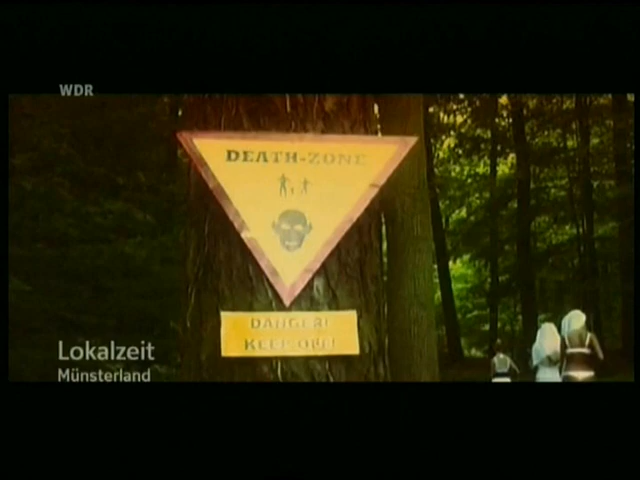 WDR
DEATH-ZONE
DANGER!
KEEP OUT!
Lokalzeit
Münsterland